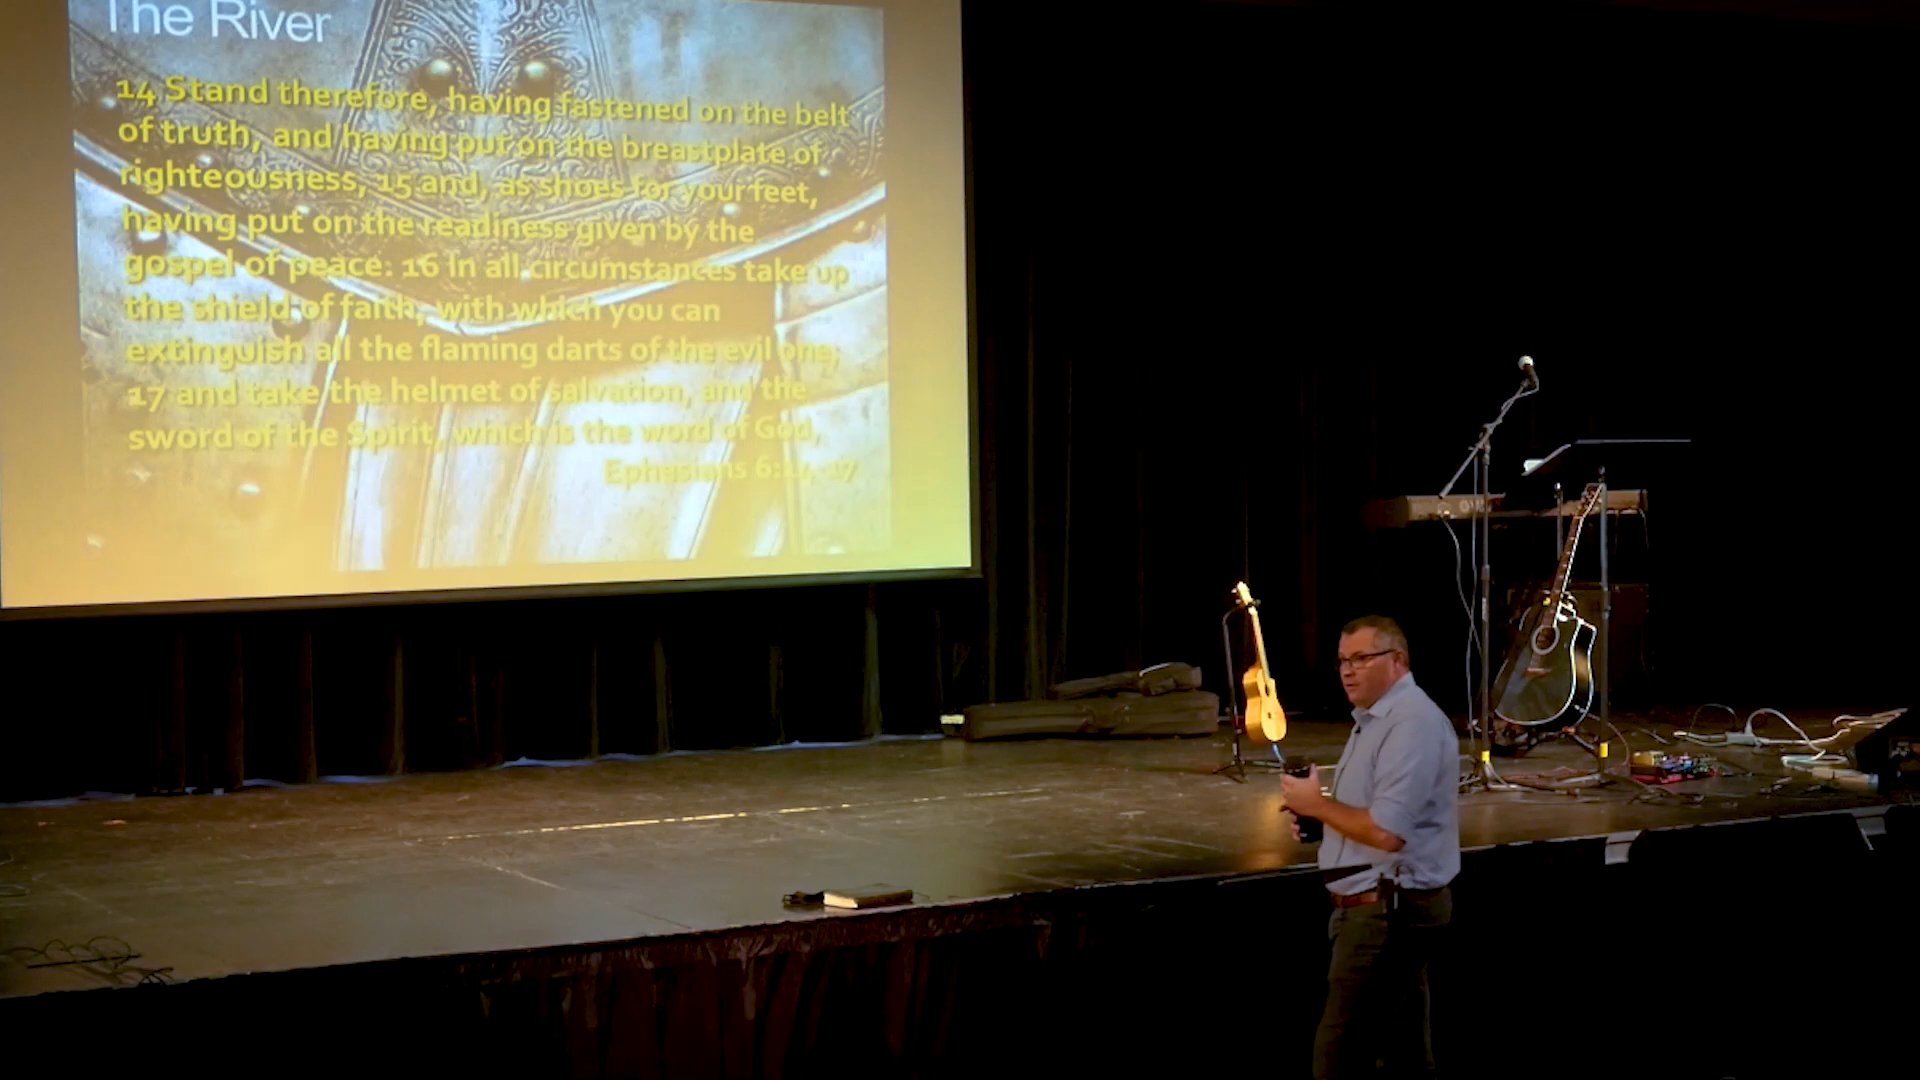 The River
14 Stand therefore, having fastened on the belt
of truth, and having put on the breastplate of
righteousness, 15 and, as shoes for your feet,
having put on the readiness given by the
gospel of peace. 16 In all circumstances take up
the shield of faith, with which you can
extinguish all the flaming darts of the evil one;
17 and take the helmet of salvation, and the
sword of the Spirit, which is the word of God,
Ephesians 6:14-17